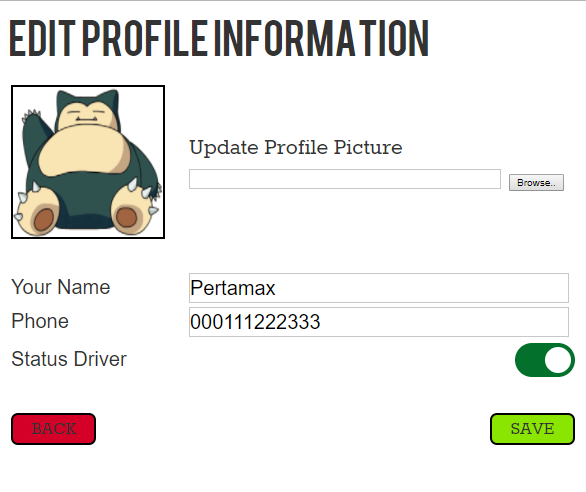 EDIT PROFILE INFORMATION
Update Profile Picture
Browse..
Your Name Pertamax
Phone 000111222333
Status Driver
BACK SAVE